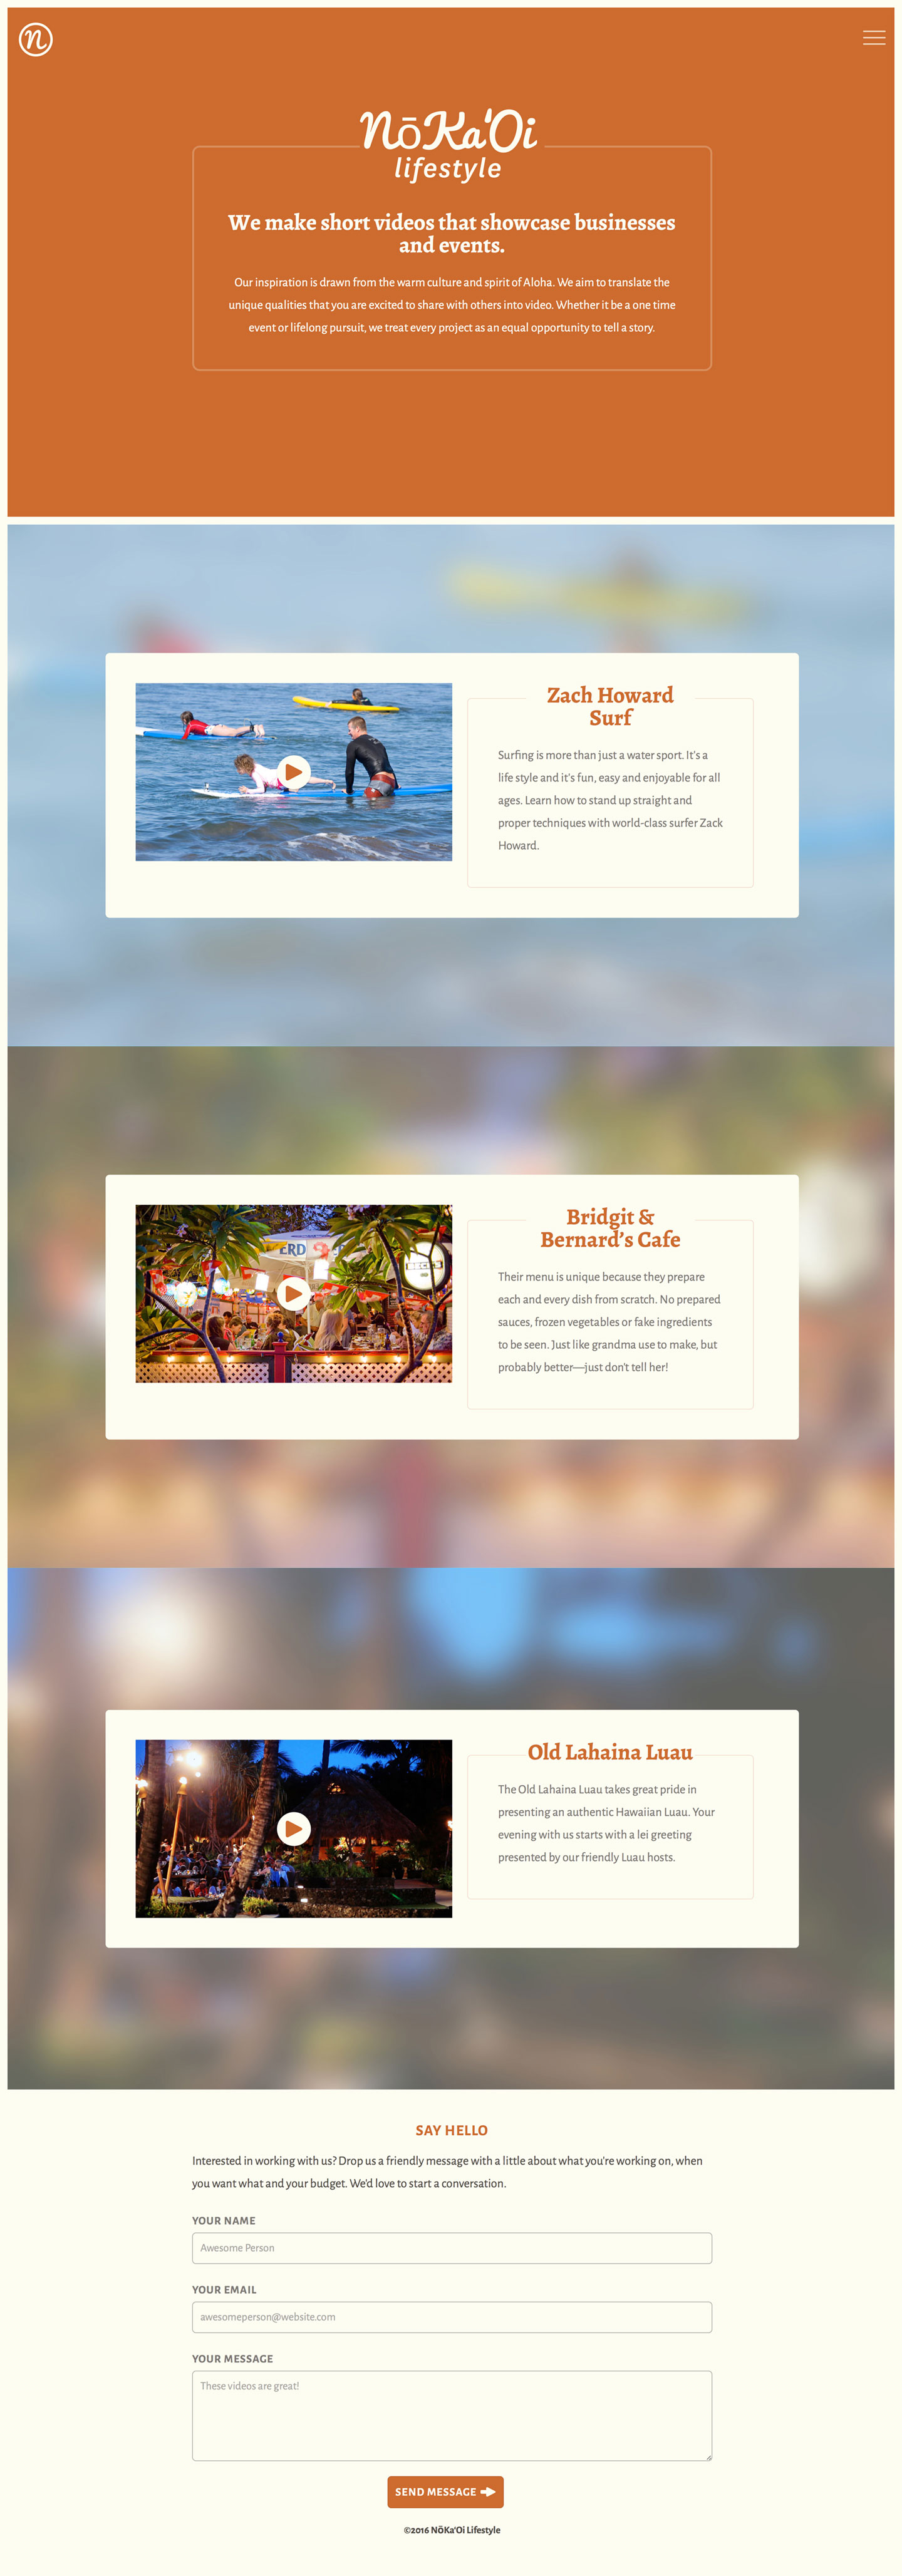 n
NōKa'Oi
lifestyle
We make short videos that showcase businesses
and events.
Our inspiration is drawn from the warm culture and spirit of Aloha. We aim to translate the
unique qualities that you are excited to share with others into video. Whether it be a one time
event or lifelong pursuit, we treat every project as an equal opportunity to tell a story.
Zach Howard
Surf
Surfing is more than just a water sport. It's a
life style and it's fun, easy and enjoyable for all
ages. Learn how to stand up straight and
proper techniques with world-class surfer Zack
Howard.
ERD
Bridgit &
Bernard's Cafe
Their menu is unique because they prepare
each and every dish from scratch. No prepared
sauces, frozen vegetables or fake ingredients
to be seen. Just like grandma use to make, but
probably better—just don't tell her!
Old Lahaina Luau
The Old Lahaina Luau takes great pride in
presenting an authentic Hawaiian Luau. Your
evening with us starts with a lei greeting
presented by our friendly Luau hosts.
SAY HELLO
Interested in working with us? Drop us a friendly message with a little about what you're working on, when
you want what and your budget. We'd love to start a conversation.
YOUR NAME
Awesome Person
YOUR EMAIL
awesomeperson@website.com
YOUR MESSAGE
These videos are great!
SEND MESSAGE
©2016 NōKa'Oi Lifestyle